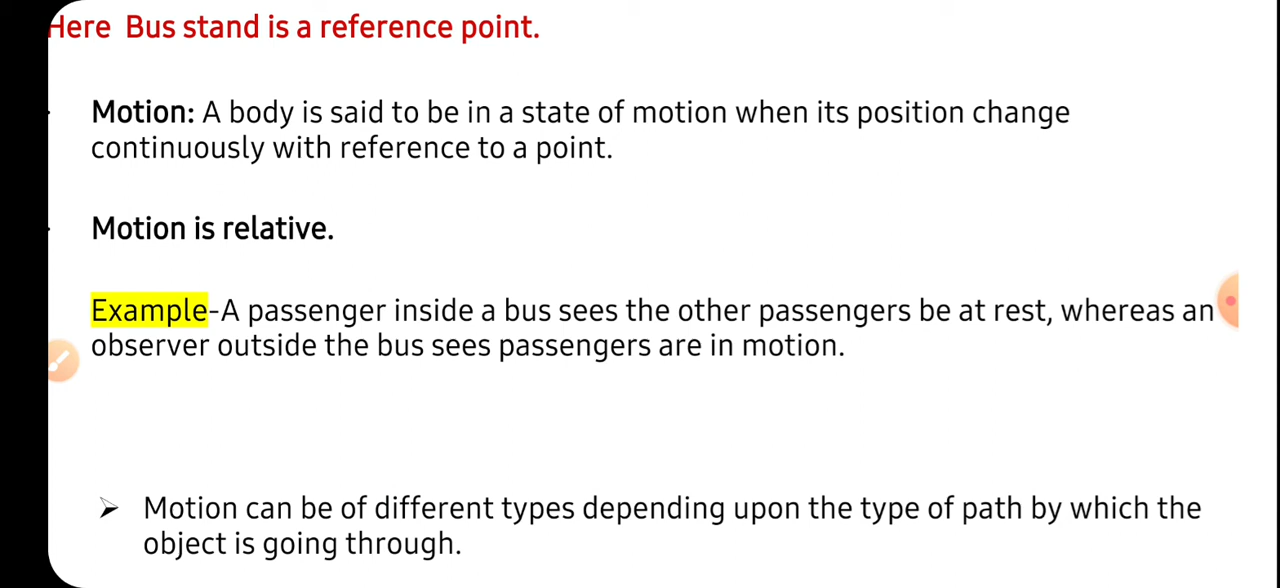 Here Bus stand is a reference point.
Motion: A body is said to be in a state of motion when its position change
continuously with reference to a point.
Motion is relative.
Example-A passenger inside a bus sees the other passengers be at rest, whereas an
observer outside the bus sees passengers are in motion.
➢ Motion can be of different types depending upon the type of path by which the
object is going through.